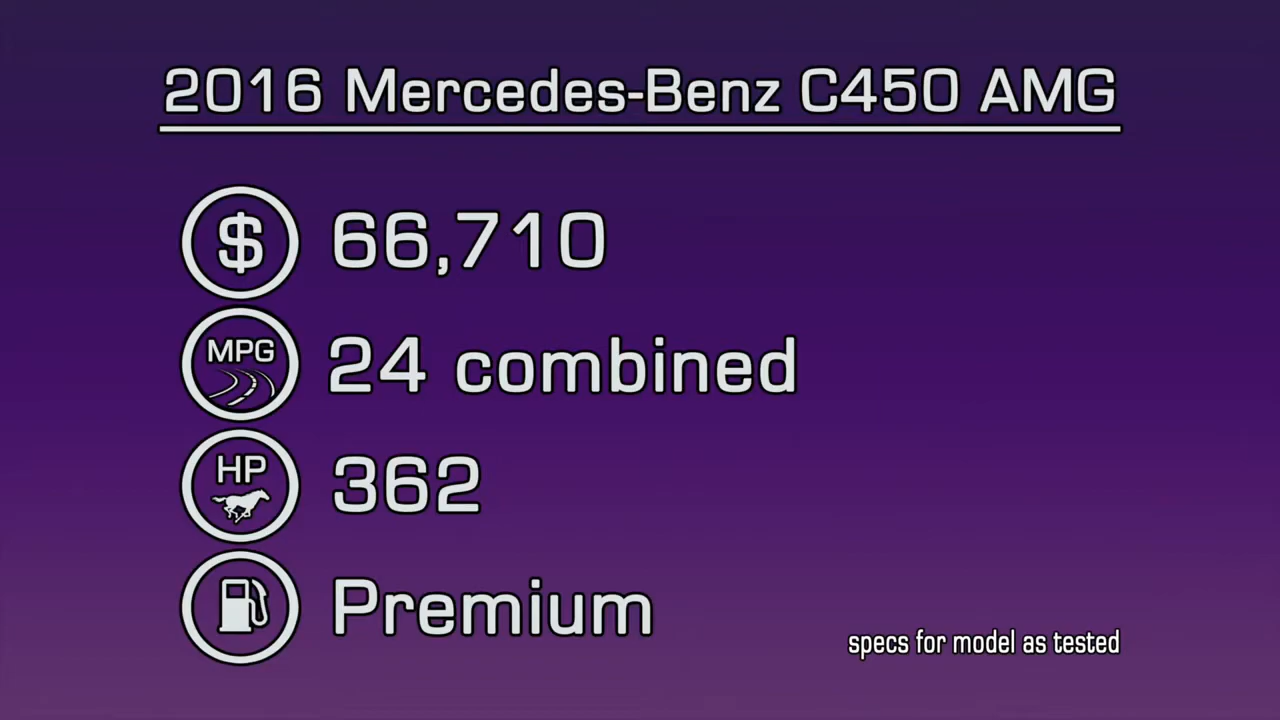 2016 Mercedes-Benz C450 AMG
$ 66,710
MPG 24 combined
HP 362
Premium
specs for model as tested